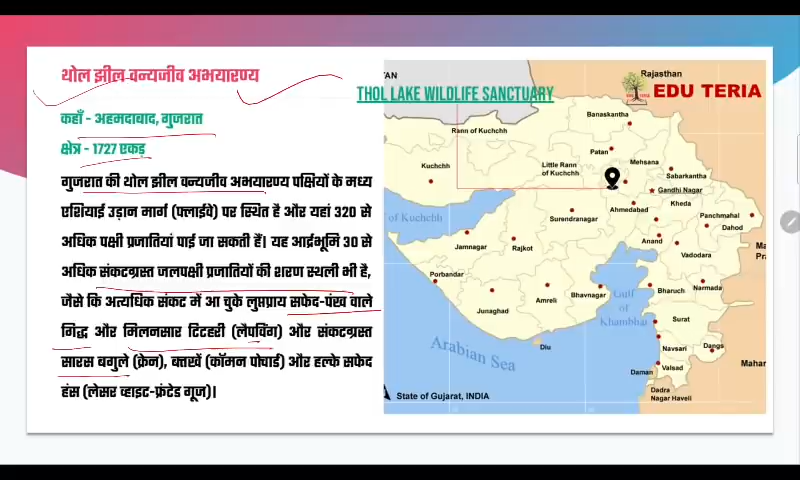 थोल झील वन्यजीव अभयारण्य
THOL LAKE WILDLIFE SANCTUARY
कहाँ - अहमदाबाद, गुजरात
क्षेत्र - 1727 एकड़
गुजरात की थोल झील वन्यजीव अभयारण्य पक्षियों के मध्य
एशियाई उड़ान मार्ग (फ्लाईवे) पर स्थित है और यहां 320 से
अधिक पक्षी प्रजातियां पाई जा सकती हैं। यह आर्द्रभूमि 30 से
अधिक संकटग्रस्त जलपक्षी प्रजातियों की शरण स्थली भी है,
जैसे कि अत्यधिक संकट में आ चुके लुप्तप्राय सफेद-पंख वाले
गिद्ध और मिलनसार टिटहरी (लैपविंग) और संकटग्रस्त
सारस बगुले (क्रेन), बत्तखें (कॉमन पोचार्ड) और हल्के सफेद
हंस (लेसर व्हाइट-फ्रंटेड गूज)।
TAN
Rajasthan
EDU TERIA
Banaskantha
Rann of Kuchchh
Patan
Mehsana
Little Rann
of Kuchchh
Kuchchh
Sabarkantha
Gandhi Nagar
Ahmedabad
Kheda
Surendranagar
Panchmahal
Dahod
of Kuchchh
Jamnagar
Rajkot
Anand
Vadodara
Ma
Pra
Porbandar
Amreli
Bhavnagar
Bharuch
Narmada
Junaghad
Gulf
of
Khambhat
Surat
Diu
Arabian Sea
Navsari
Dangs
Daman
Valsad
Mahar
Dadra
Nagar Haveli
State of Gujarat, INDIA